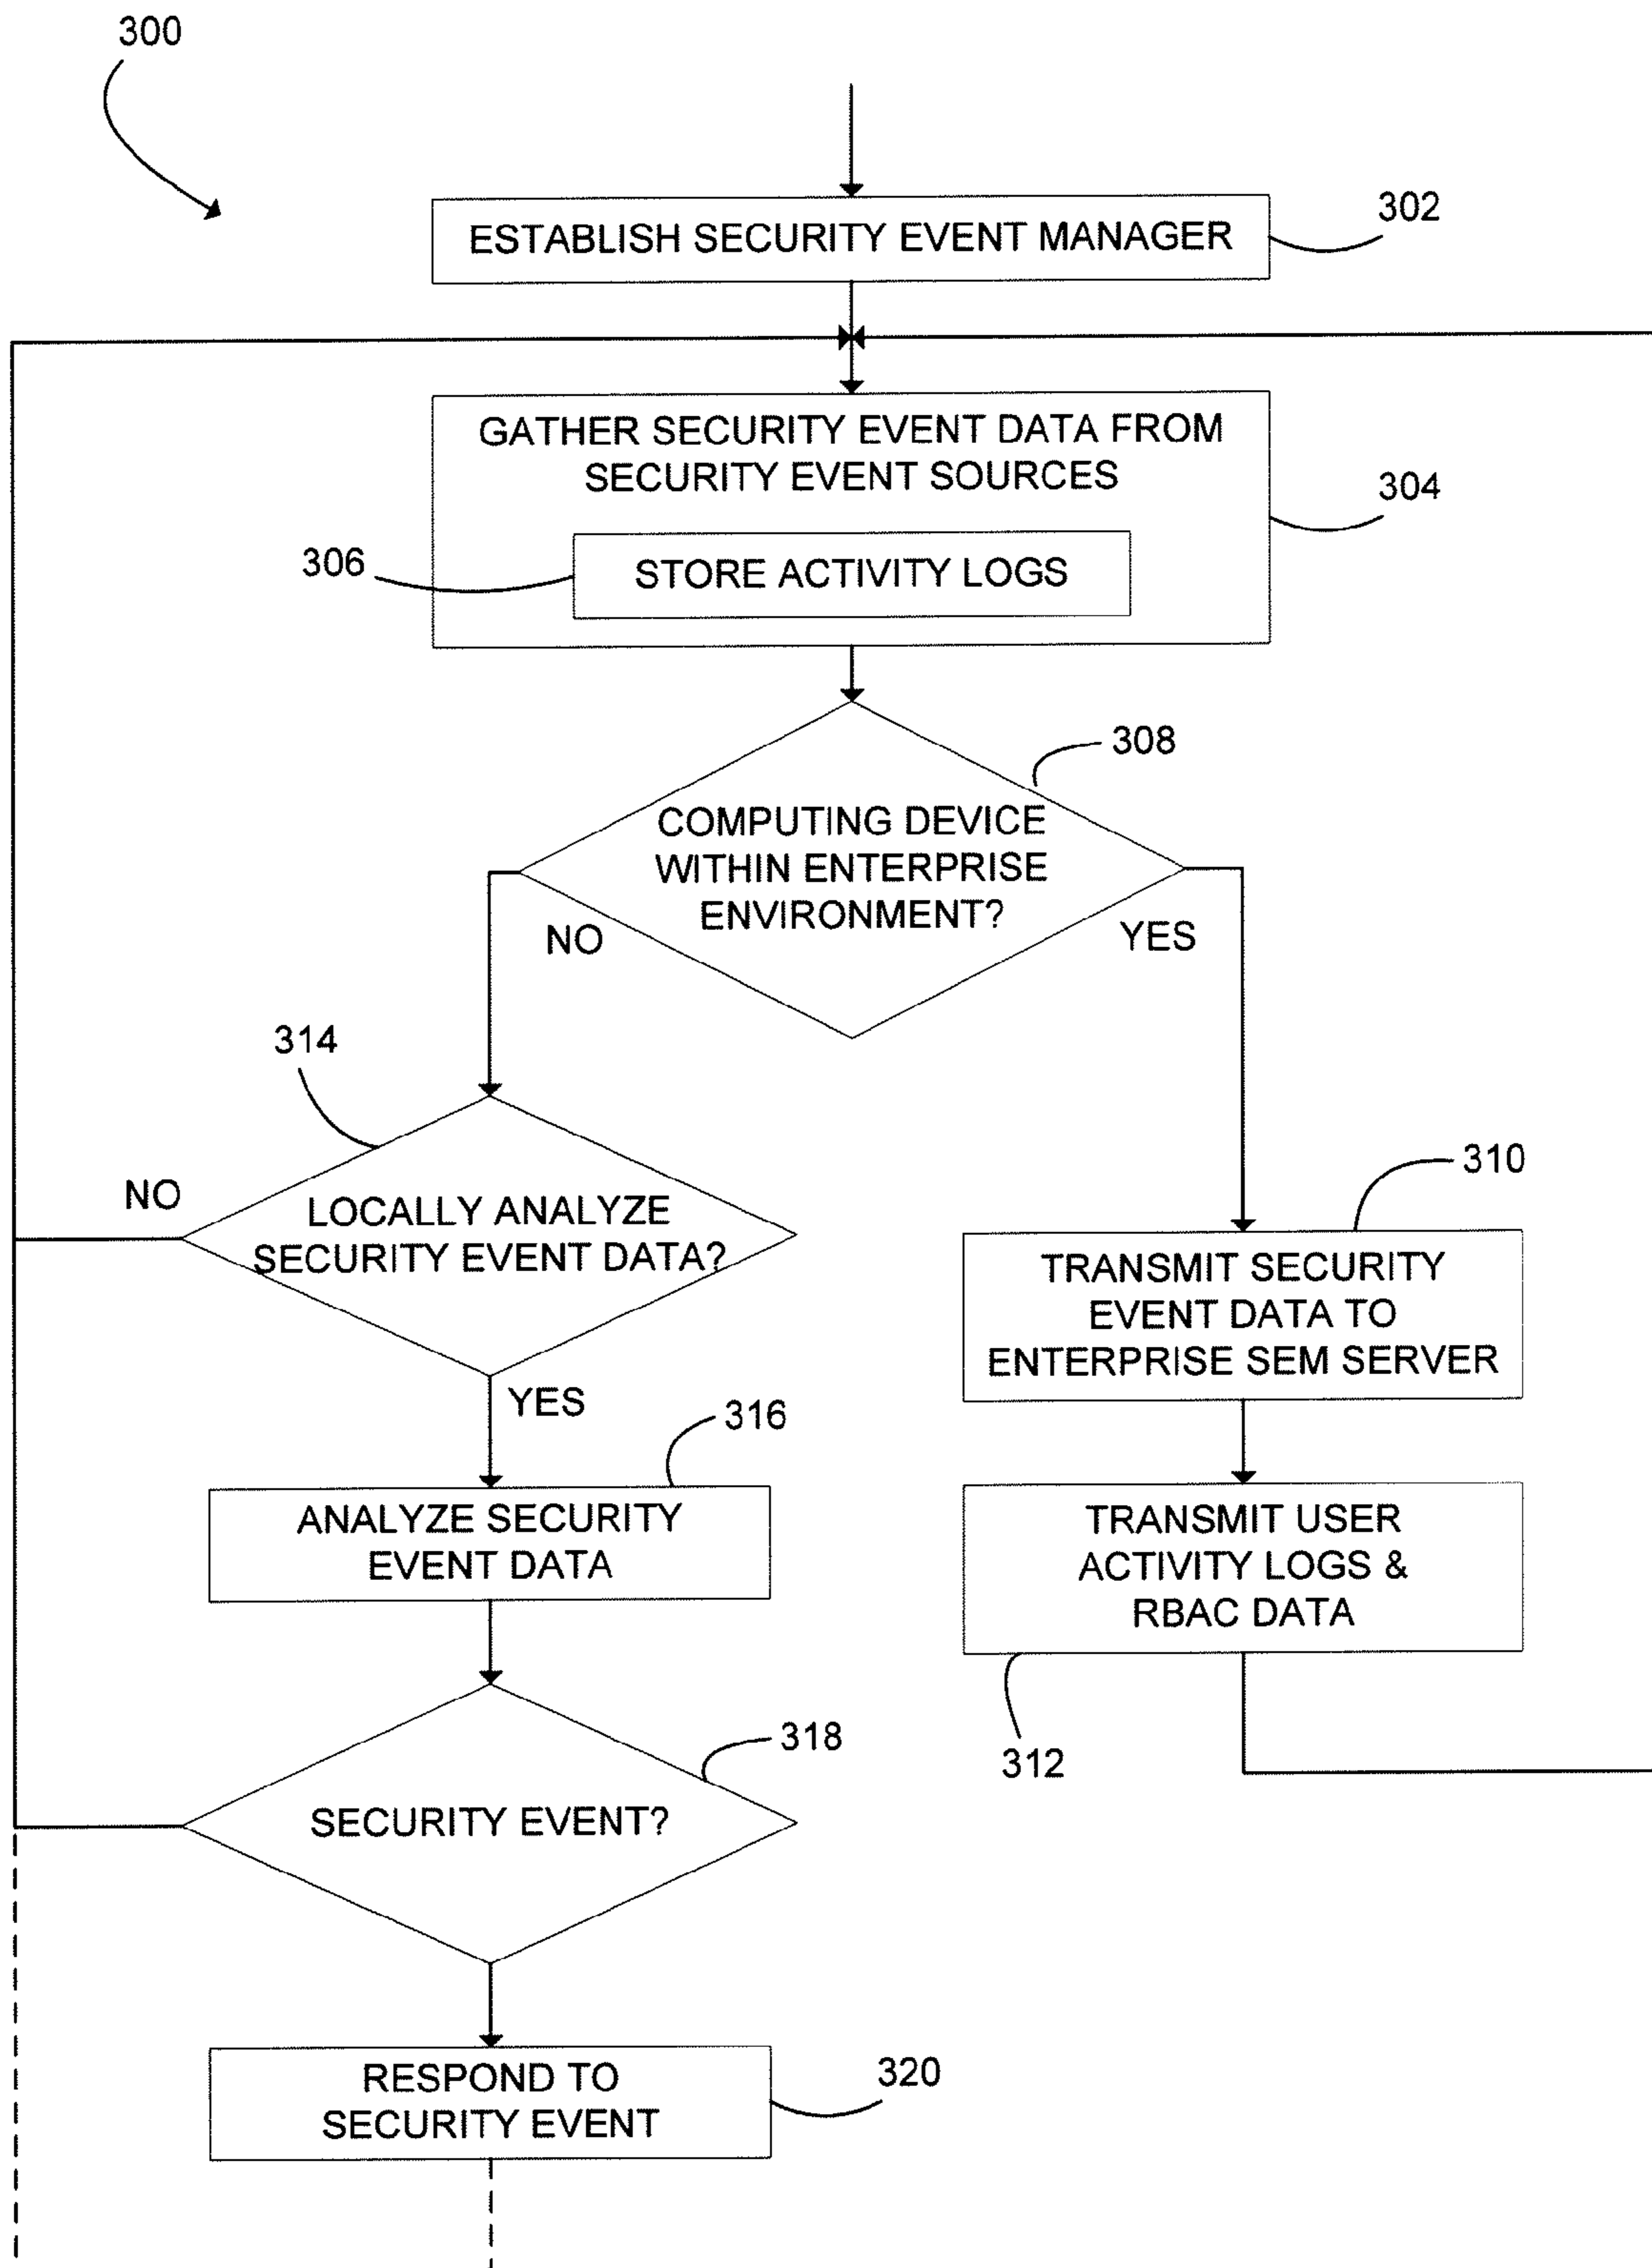 300
302
ESTABLISH SECURITY EVENT MANAGER
GATHER SECURITY EVENT DATA FROM
SECURITY EVENT SOURCES
304
306
STORE ACTIVITY LOGS
308
COMPUTING DEVICE
WITHIN ENTERPRISE
ENVIRONMENT?
NO
YES
314
NO
LOCALLY ANALYZE
SECURITY EVENT DATA?
YES
310
TRANSMIT SECURITY
EVENT DATA TO
ENTERPRISE SEM SERVER
316
ANALYZE SECURITY
EVENT DATA
TRANSMIT USER
ACTIVITY LOGS &
RBAC DATA
312
318
SECURITY EVENT?
320
RESPOND TO
SECURITY EVENT